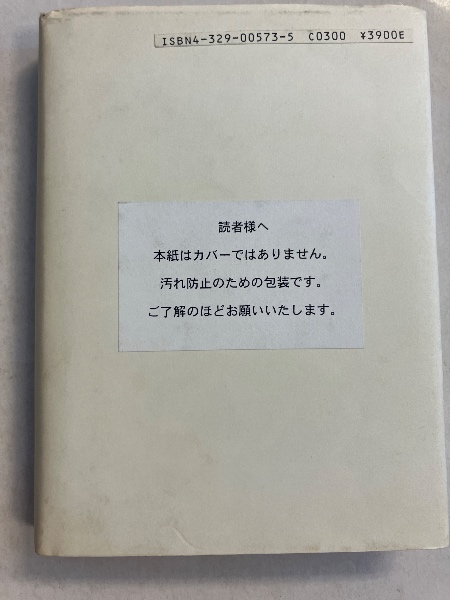 ISBN4-329-00573-5 C0300 ¥3900E
読者様へ
本紙はカバーではありません。
汚れ防止のための包装です。
ご了解のほどお願いいたします。